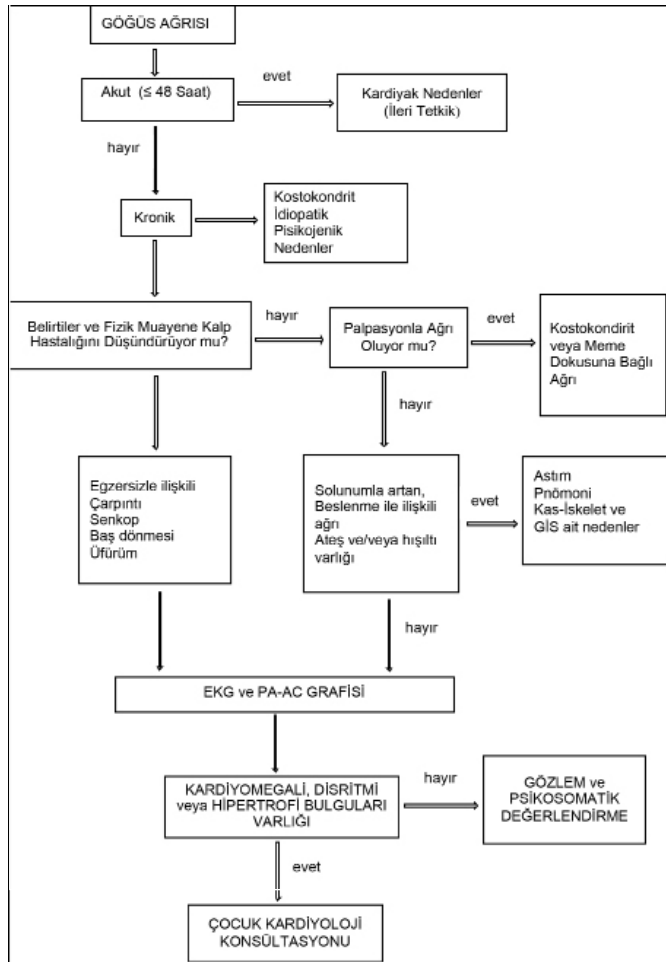 GÖĞÜS AĞRISI
Akut (≤ 48 Saat)
evet
Kardiyak Nedenler
(İleri Tetkik)
hayır
Kronik
Kostokondrit
İdiopatik
Pisikojenik
Nedenler
Belirtiler ve Fizik Muayene Kalp
Hastalığını Düşündürüyor mu?
hayır
Palpasyonla Ağrı
Oluyor mu?
evet
Kostokondirit
veya Meme
Dokusuna Bağlı
Ağrı
hayır
Egzersizle ilişkili
Çarpıntı
Senkop
Baş dönmesi
Üfürüm
Solunumla artan,
Beslenme ile ilişkili
ağrı
Ateş ve/veya hışıltı
varlığı
evet
Astım
Pnömoni
Kas-İskelet ve
GİS ait nedenler
hayır
EKG ve PA-AC GRAFİSİ
KARDİYOMEGALİ, DİSRİTMİ
veya HİPERTROFİ BULGULARI
VARLIĞI
hayır
GÖZLEM ve
PSİKOSOMATİK
DEĞERLENDİRME
evet
ÇOCUK KARDİYOLOJİ
KONSÜLTASYONU